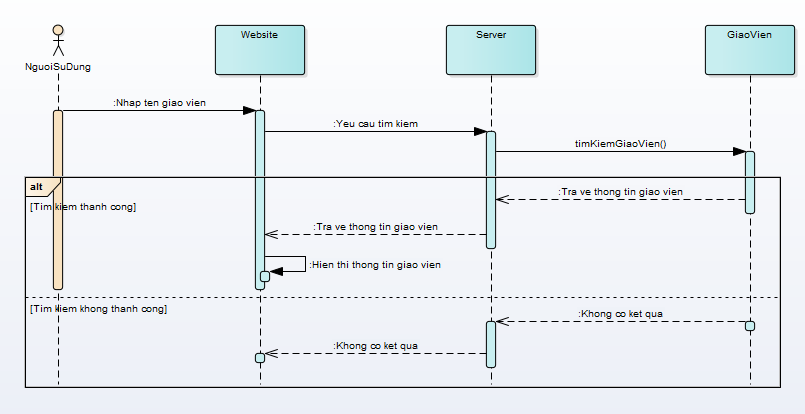 NguoiSuDung
Website
Server
GiaoVien
:Nhap ten giao vien
:Yeu cau tim kiem
timKiemGiaoVien()
alt
:Tra ve thong tin giao vien
[Tim kiem thanh cong]
:Tra ve thong tin giao vien
:Hien thi thong tin giao vien
[Tim kiem khong thanh cong]
:Khong co ket qua
:Khong co ket qua